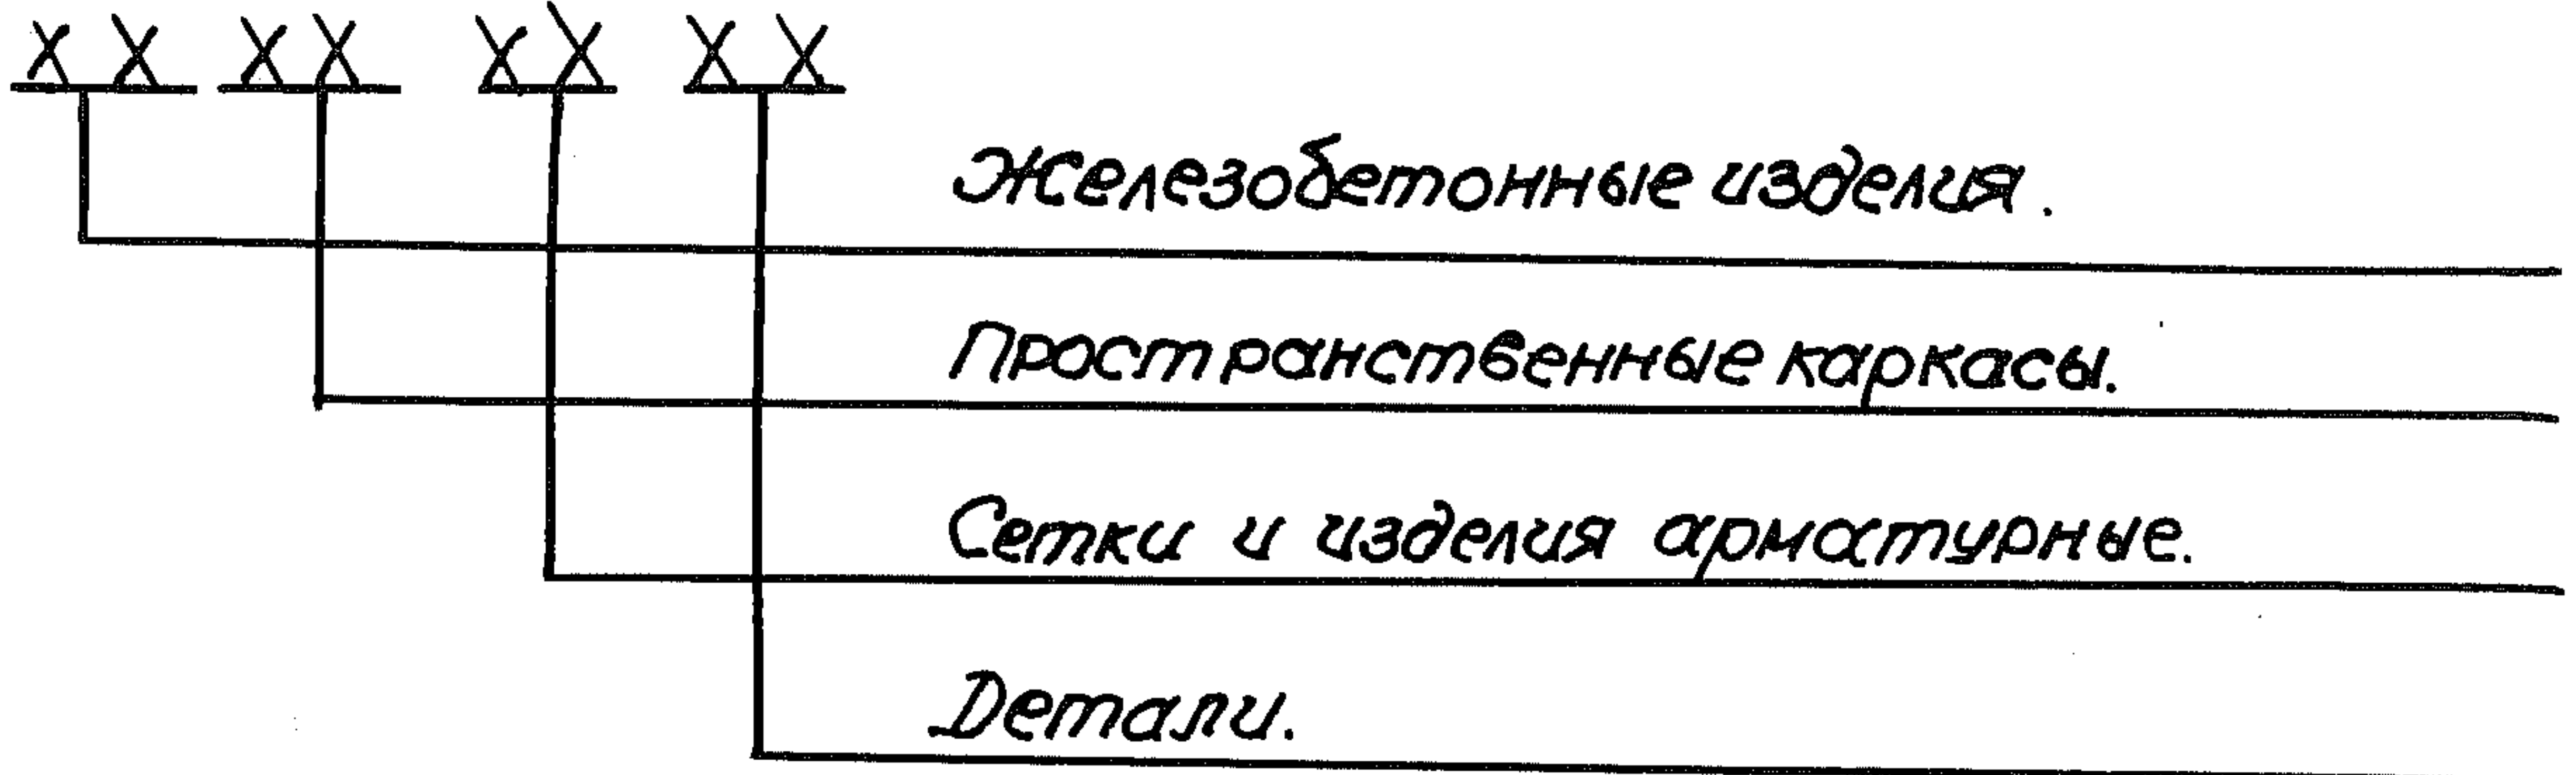 XX XX XX XX
Железобетонные изделия.
Пространственные каркасы.
Сетки и изделия арматурные.
Детали.